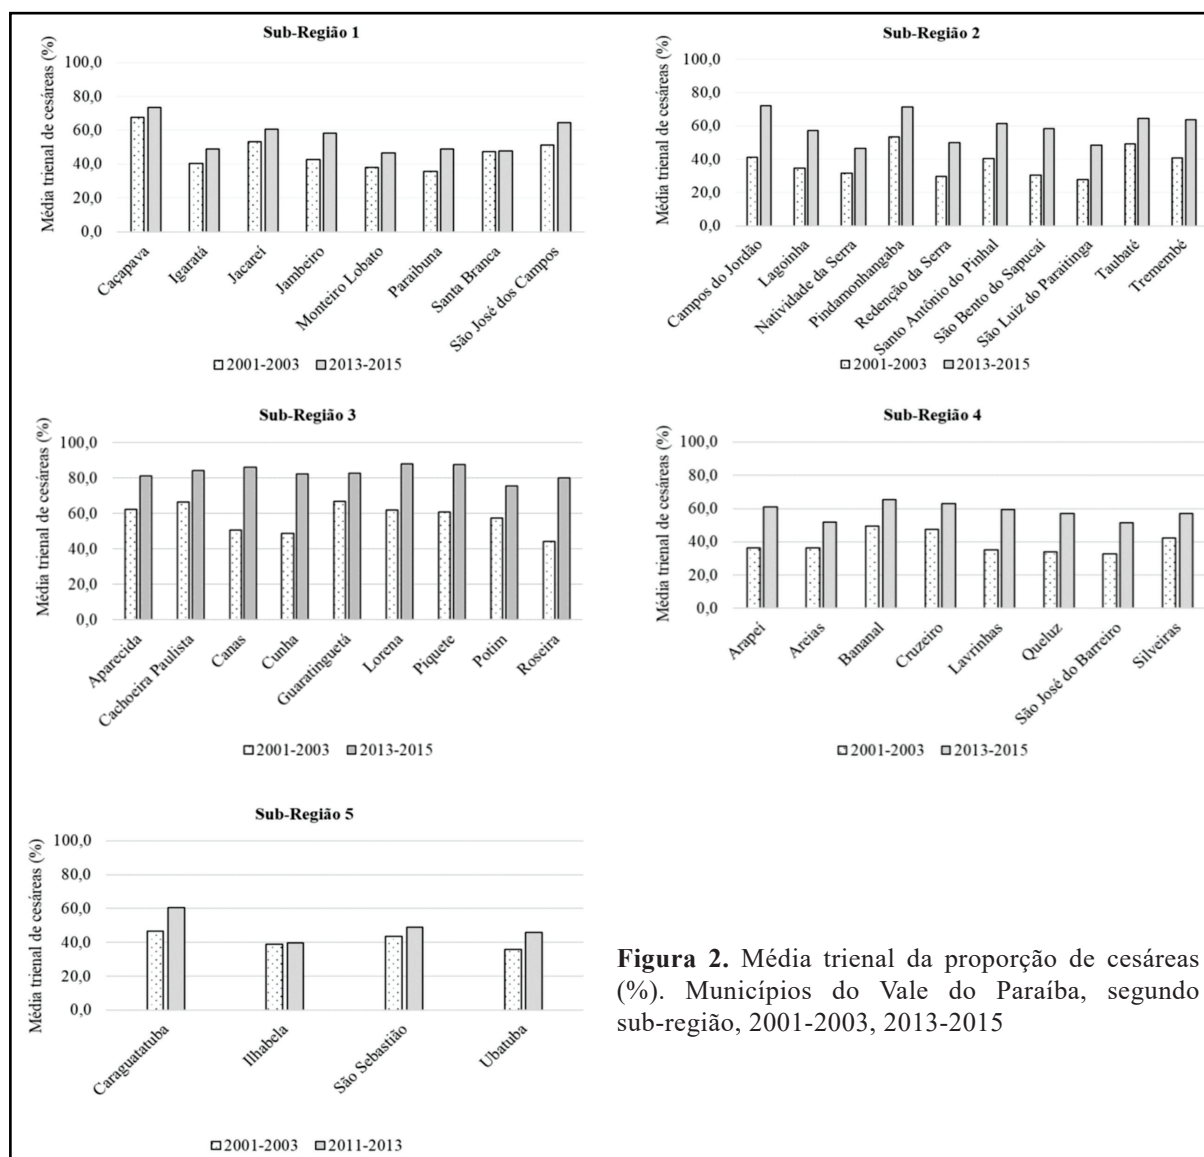 Sub-Região 1
Média trienal de cesáreas (%)
100,0
80,0
60,0
40,0
20,0
0,0
Caçapava
Igaratá
Jacareí
Jambeiro
Monteiro Lobato
Paraibuna
Santa Branca
São José dos Campos
2001-2003 2013-2015
Sub-Região 2
Média trienal de cesáreas (%)
100,0
80,0
60,0
40,0
20,0
0,0
Campos do Jordão
Lagoinha
Natividade da Serra
Pindamonhangaba
Redenção da Serra
Santo Antônio do Pinhal
São Bento do Sapucaí
São Luiz do Paraitinga
Taubaté
Tremembé
2001-2003 2013-2015
Sub-Região 3
Média trienal de cesáreas (%)
100,0
80,0
60,0
40,0
20,0
0,0
Aparecida
Cachoeira Paulista
Canas
Cunha
Guaratinguetá
Lorena
Piquete
Potim
Roseira
2001-2003 2013-2015
Sub-Região 4
Média trienal de cesáreas (%)
100,0
80,0
60,0
40,0
20,0
0,0
Arapeí
Areias
Bananal
Cruzeiro
Lavrinhas
Queluz
São José do Barreiro
Silveiras
2001-2003 2013-2015
Sub-Região 5
Média trienal de cesáreas (%)
100,0
80,0
60,0
40,0
20,0
0,0
Caraguatatuba
Ilhabela
São Sebastião
Ubatuba
2001-2003 2011-2013
Figura 2. Média trienal da proporção de cesáreas
(%). Municípios do Vale do Paraíba, segundo
sub-região, 2001-2003, 2013-2015